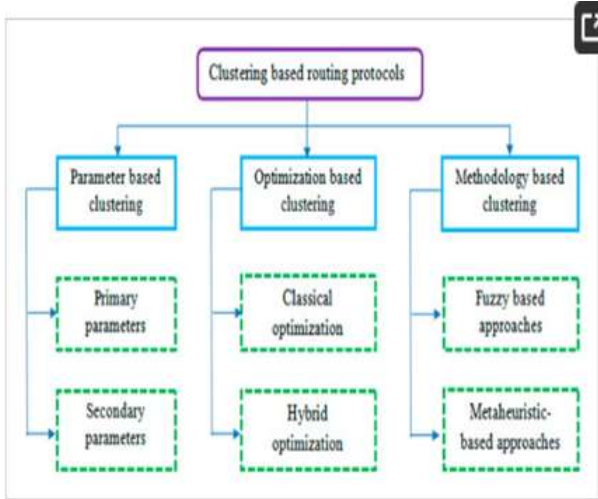 Clustering based routing protocols
Parameter based
clustering
Optimization based
clustering
Methodology based
clustering
Primary
parameters
Classical
optimization
Fuzzy based
approaches
Secondary
parameters
Hybrid
optimization
Metaheuristic-
based approaches